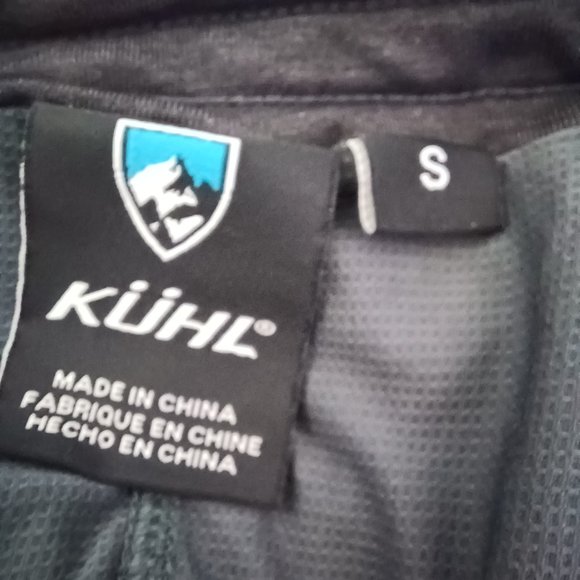 KÜHL®
MADE IN CHINA
FABRIQUE EN CHINE
HECHO EN CHINA
S